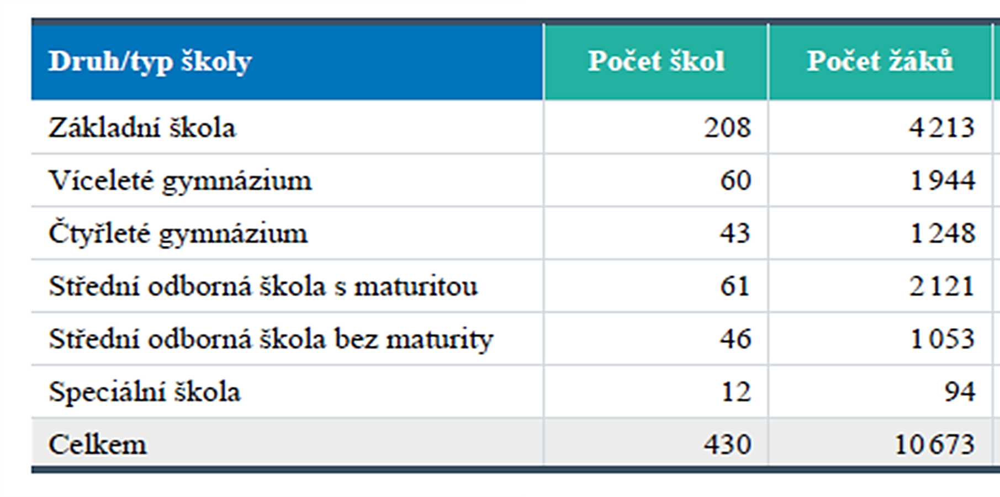 Druh/typ školy Počet škol Počet žáků
Základní škola 208 4 213
Víceleté gymnázium 60 1 944
Čtyřleté gymnázium 43 1 248
Střední odborná škola s maturitou 61 2 121
Střední odborná škola bez maturity 46 1 053
Speciální škola 12 94
Celkem 430 10 673